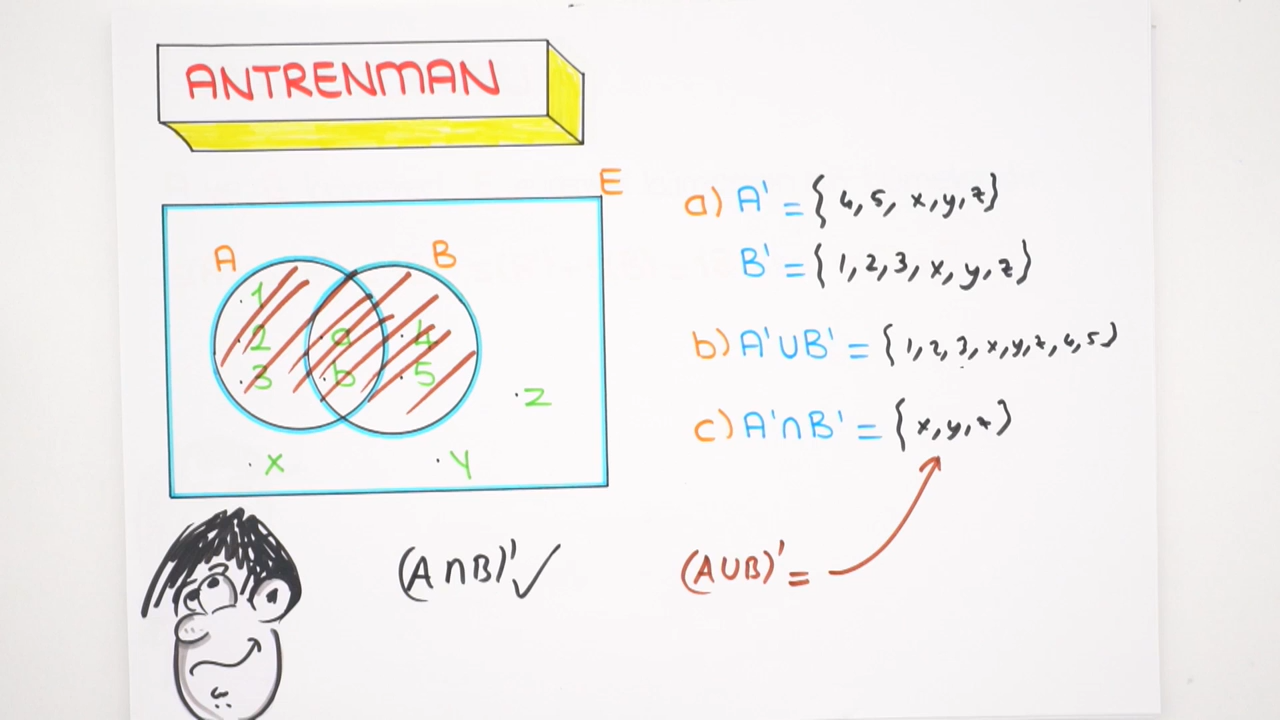 ANTRENMAN
E
A B
1
2 a 4
3 b 5
z
x y
a) A' = { 4, 5, x, y, z }
B' = { 1, 2, 3, x, y, z }
b) A'∪B' = { 1, 2, 3, x, y, z, 4, 5 }
c) A'∩B' = { x, y, z }
(A∩B)' ✓
(A∪B)' =